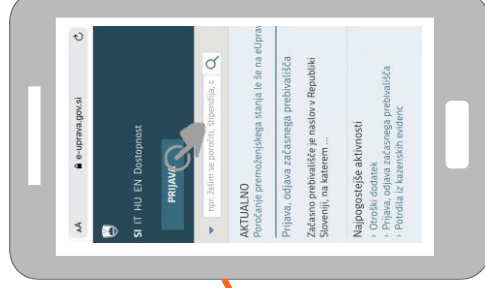 AA e-uprava.gov.si
SI IT HU EN Dostopnost
PRIJAVA
npr. želim se poročiti, štipendija, c
AKTUALNO
Poročanje premoženjskega stanja le še na eUprav
Prijava, odjava začasnega prebivališča
Začasno prebivališče je naslov v Republiki
Sloveniji, na katerem ...
Najpogostejše aktivnosti
› Otroški dodatek
› Prijava, odjava začasnega prebivališča
› Potrdila iz kazenskih evidenc